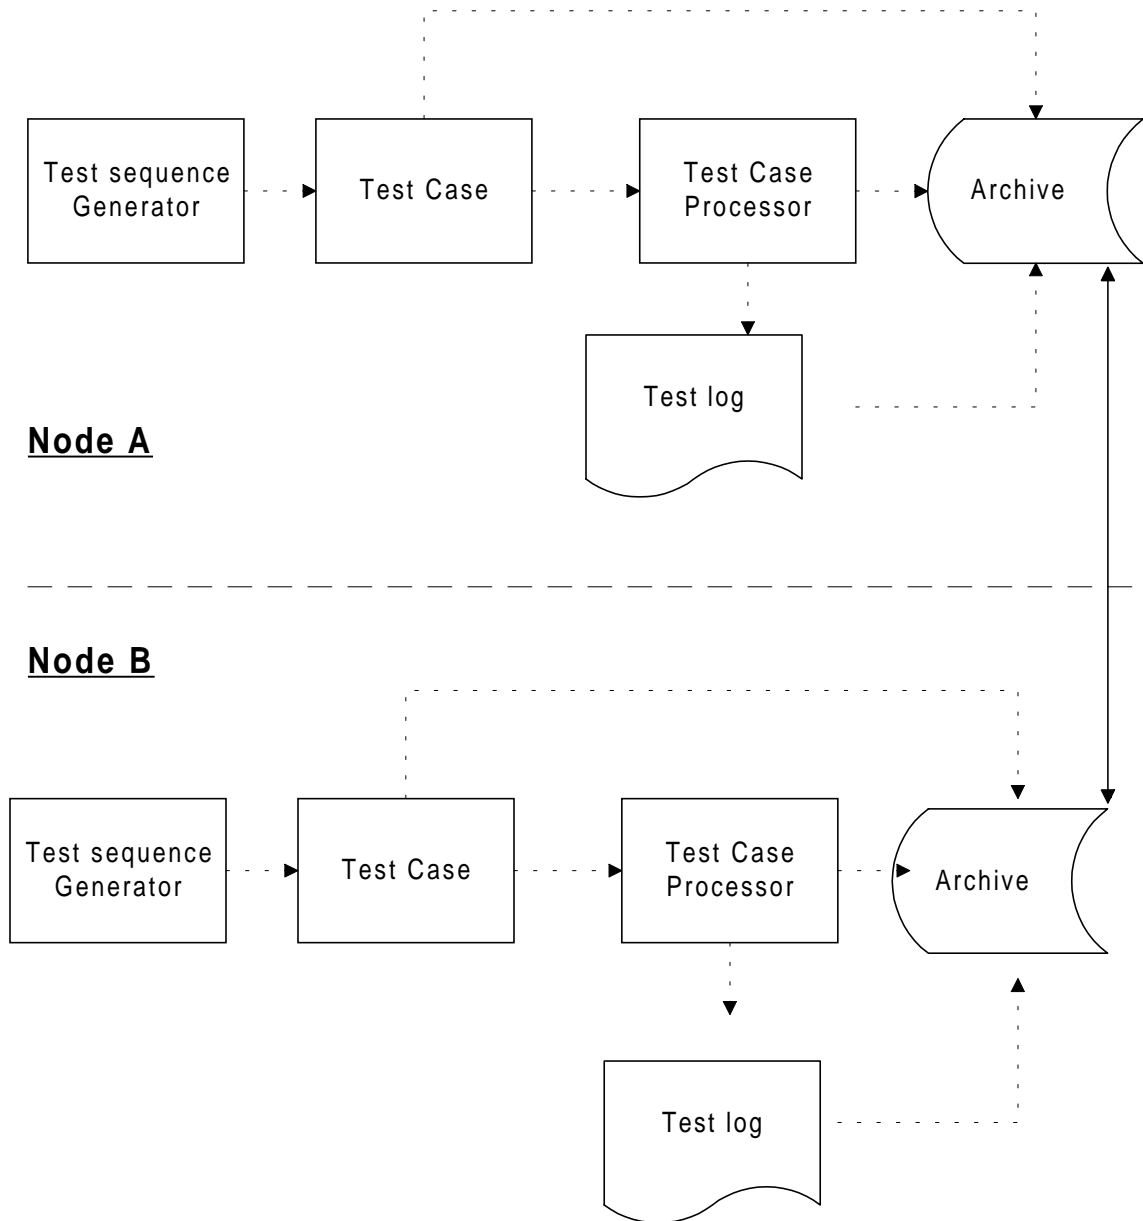 Test sequence
Generator
Test Case
Test Case
Processor
Archive
Test log
Node A
Node B
Test sequence
Generator
Test Case
Test Case
Processor
Archive
Test log